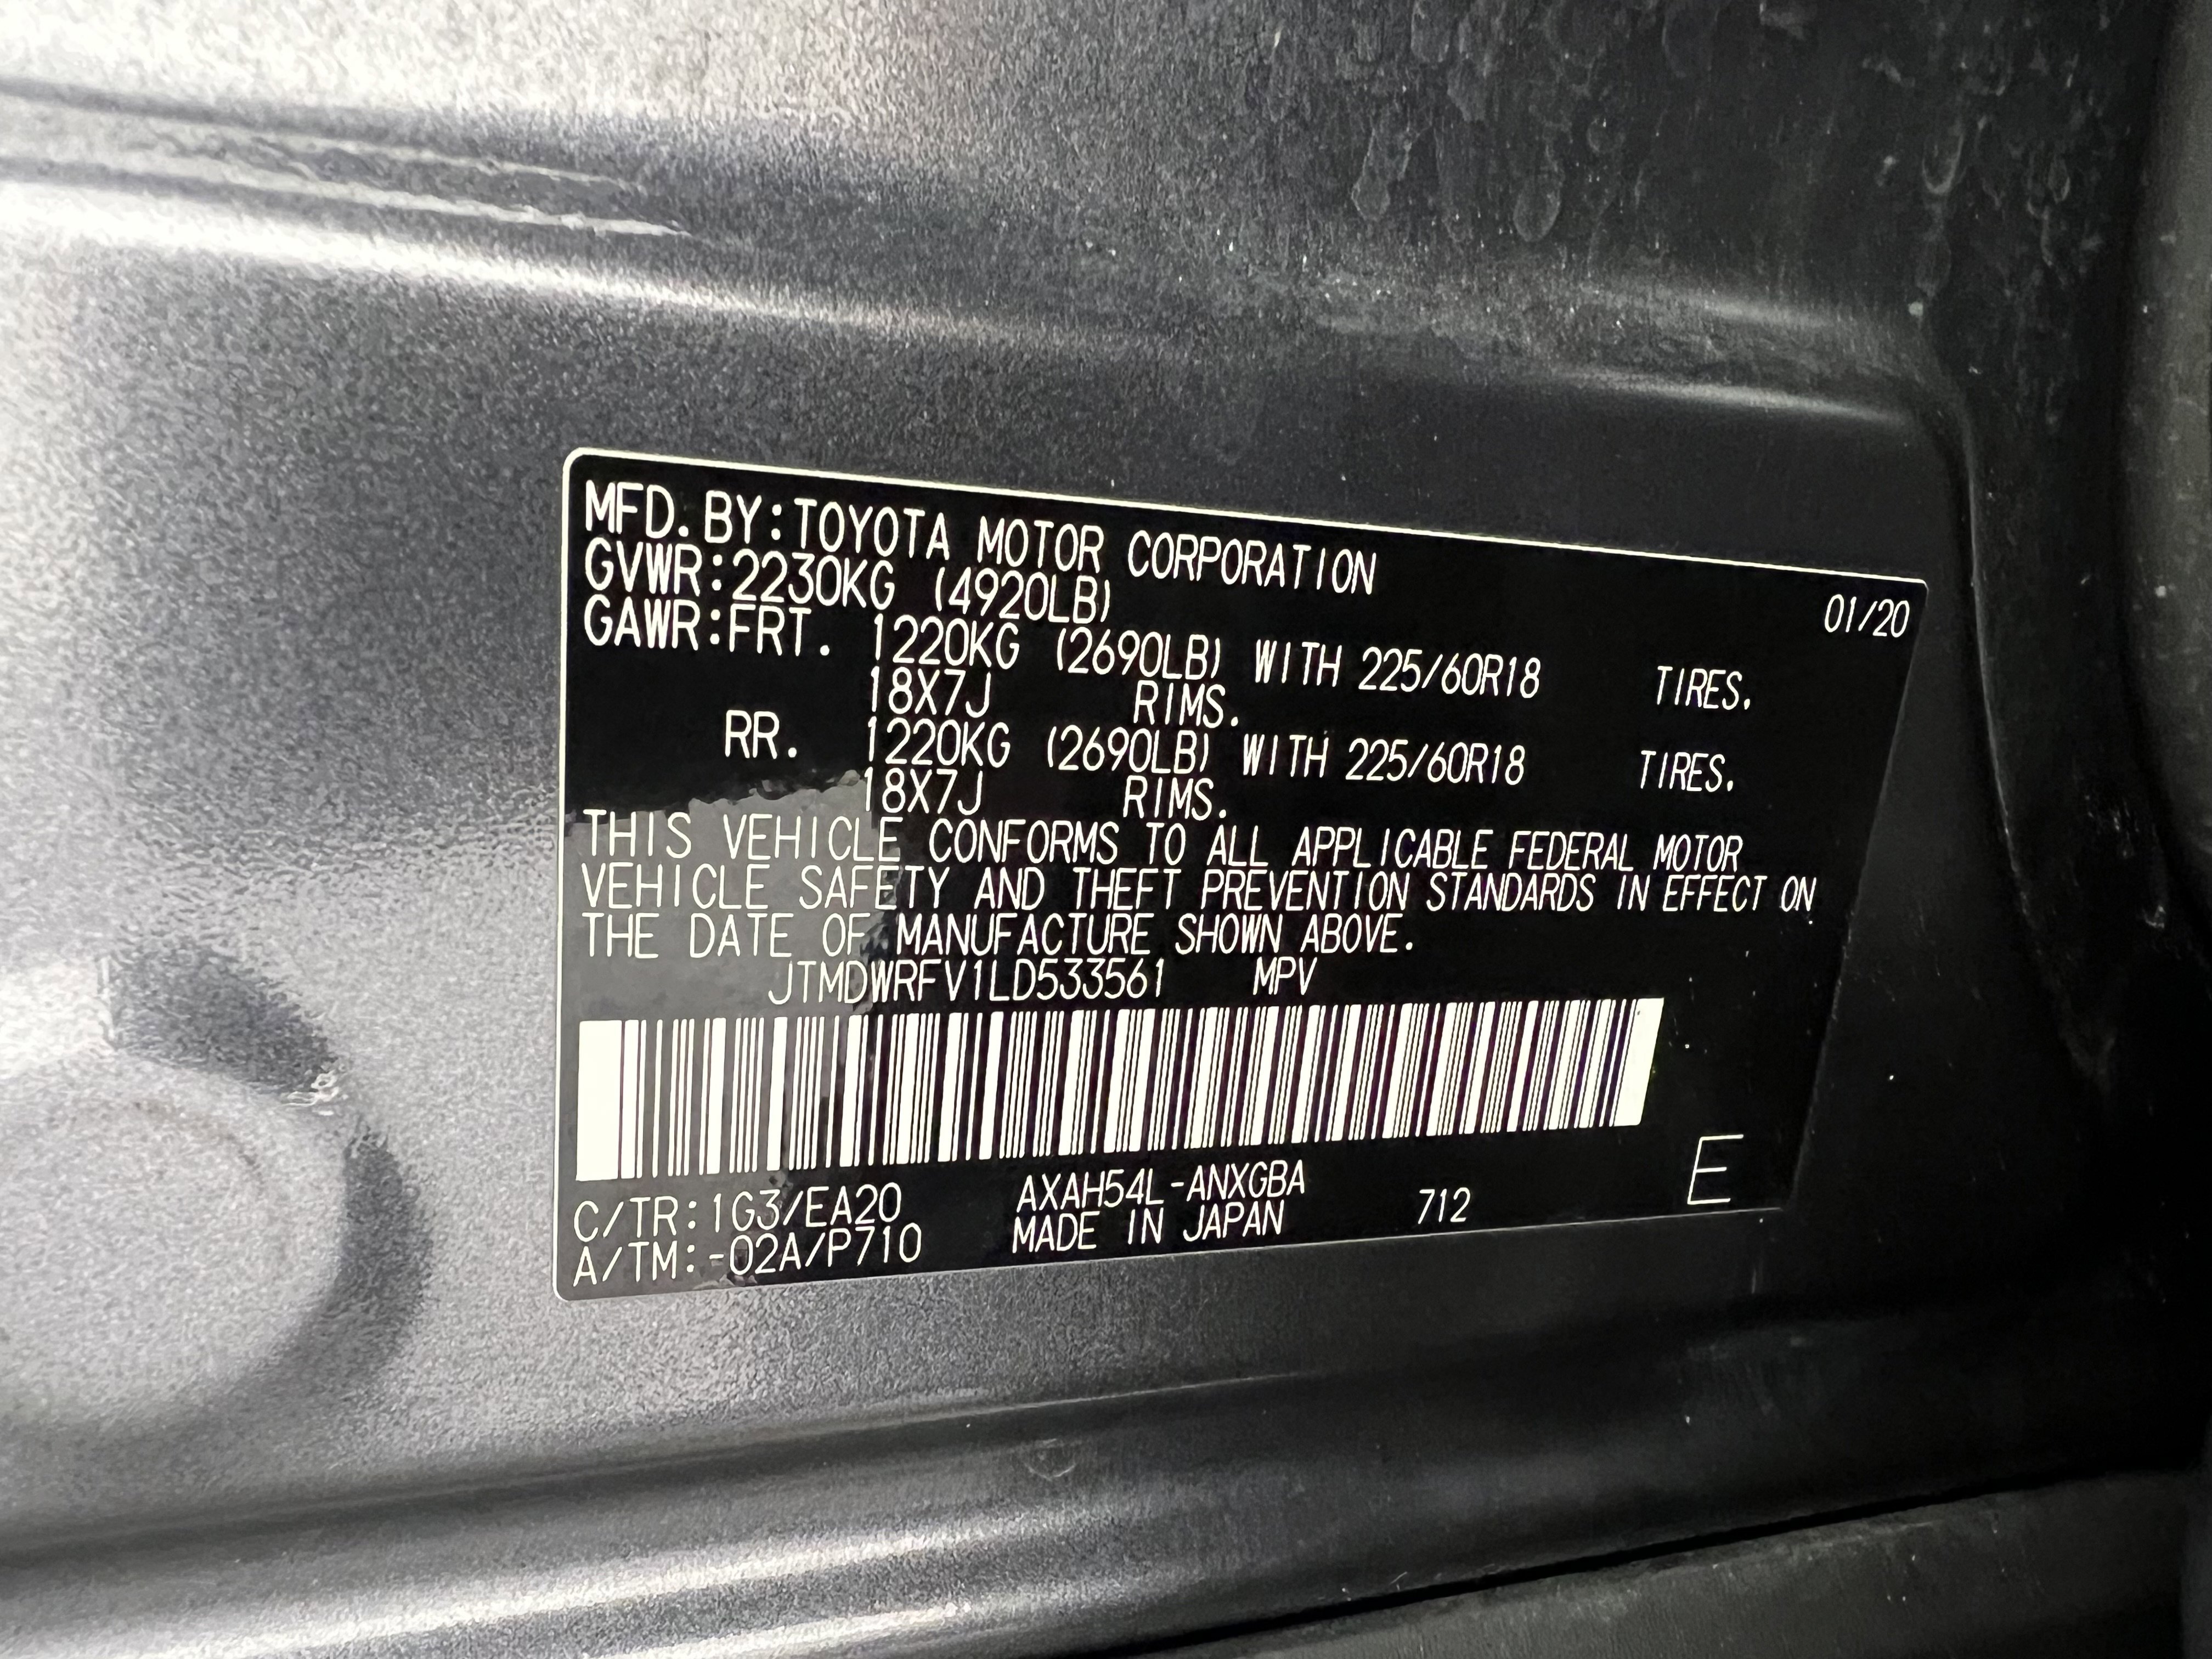 MFD.BY:TOYOTA MOTOR CORPORATION 01/20
GVWR:2230KG (4920LB)
GAWR:FRT. 1220KG (2690LB) WITH 225/60R18 TIRES.
18X7J RIMS.
RR. 1220KG (2690LB) WITH 225/60R18 TIRES.
18X7J RIMS.
THIS VEHICLE CONFORMS TO ALL APPLICABLE FEDERAL MOTOR
VEHICLE SAFETY AND THEFT PREVENTION STANDARDS IN EFFECT ON
THE DATE OF MANUFACTURE SHOWN ABOVE.
JTMDWRFV1LD533561 MPV
C/TR:1G3/EA20 AXAH54L-ANXGBA 712 E
A/TM:-02A/P710 MADE IN JAPAN